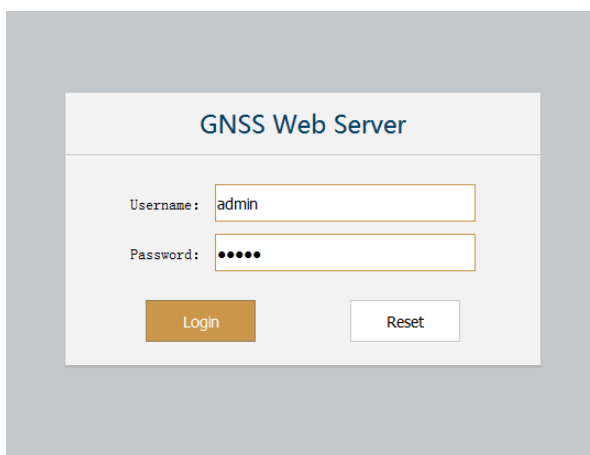 GNSS Web Server
Username: admin
Password: •••••
Login Reset